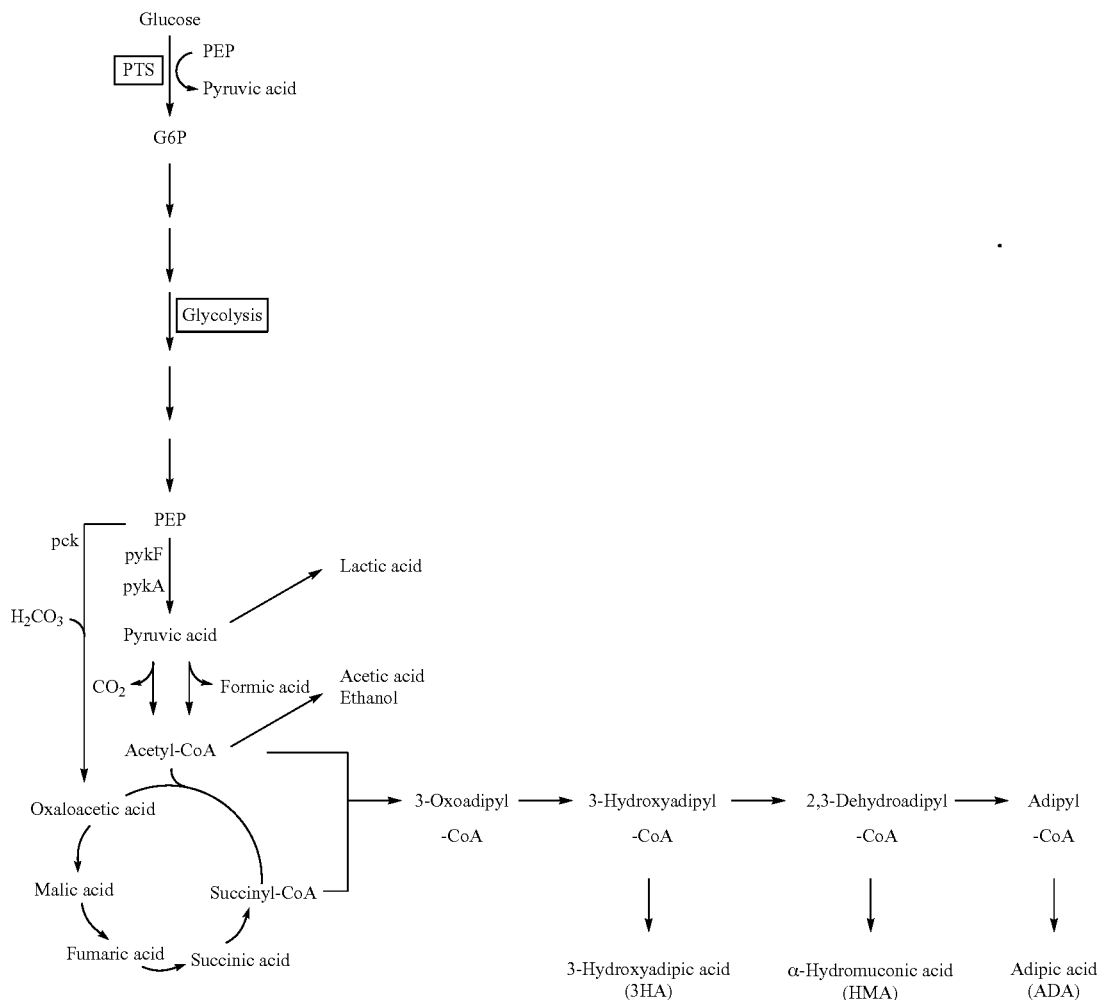 Glucose
PEP
PTS
Pyruvic acid
G6P
Glycolysis
PEP
pck
pykF
pykA
Lactic acid
H2CO3
Pyruvic acid
CO2
Formic acid
Acetic acid
Ethanol
Acetyl-CoA
Oxaloacetic acid
3-Oxoadipyl
-CoA
3-Hydroxyadipyl
-CoA
2,3-Dehydroadipyl
-CoA
Adipyl
-CoA
Malic acid
Succinyl-CoA
Fumaric acid
Succinic acid
3-Hydroxyadipic acid
(3HA)
α-Hydromuconic acid
(HMA)
Adipic acid
(ADA)